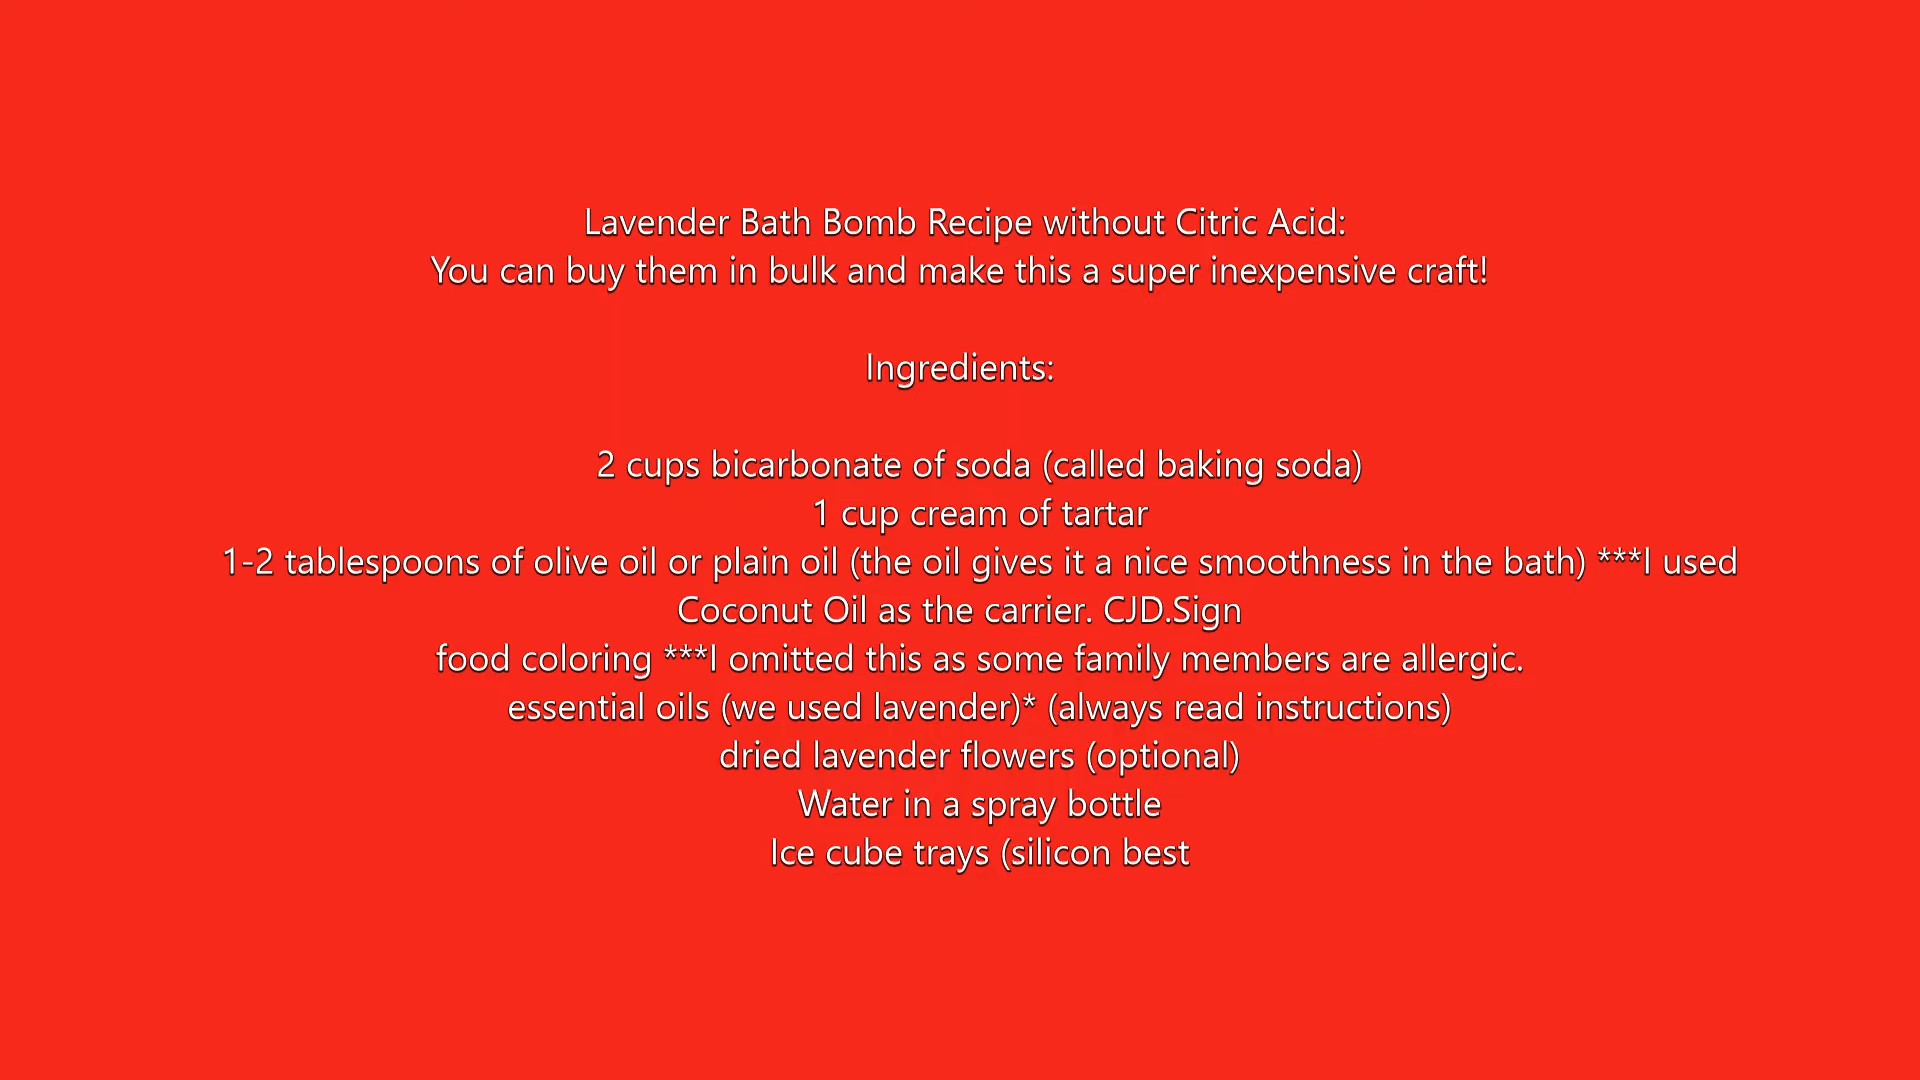 Lavender Bath Bomb Recipe without Citric Acid:
You can buy them in bulk and make this a super inexpensive craft!
Ingredients:
2 cups bicarbonate of soda (called baking soda)
1 cup cream of tartar
1-2 tablespoons of olive oil or plain oil (the oil gives it a nice smoothness in the bath) ***I used
Coconut Oil as the carrier. CJD.Sign
food coloring ***I omitted this as some family members are allergic.
essential oils (we used lavender)* (always read instructions)
dried lavender flowers (optional)
Water in a spray bottle
Ice cube trays (silicon best